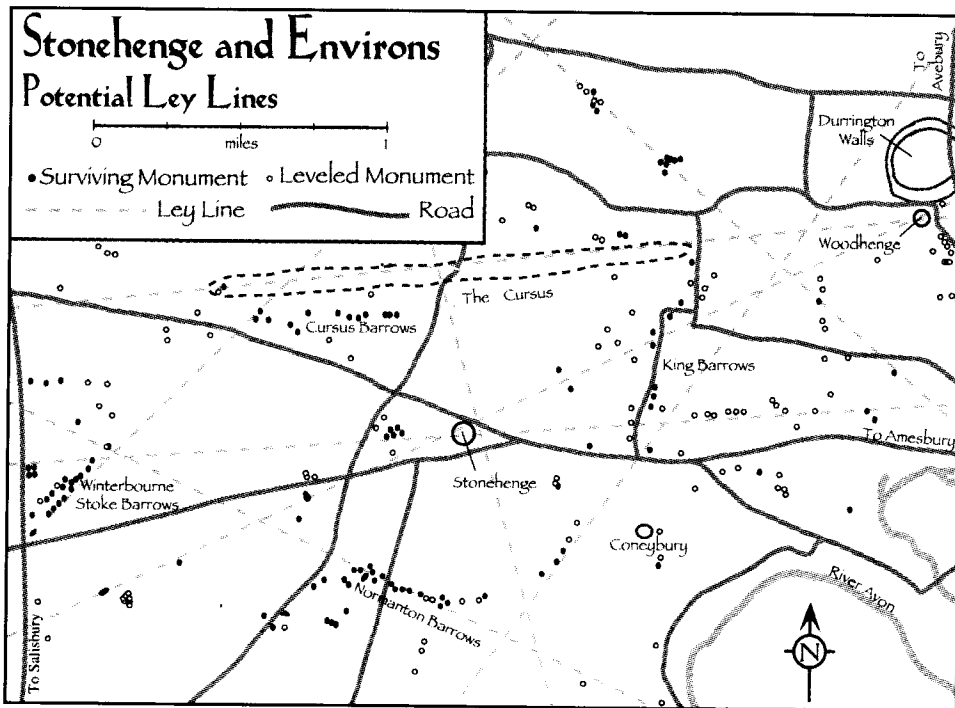 Stonehenge and Environs
Potential Ley Lines
0 miles 1
Surviving Monument Leveled Monument
Ley Line Road
To
Avebury
Durrington
Walls
Woodhenge
The Cursus
Cursus Barrows
King Barrows
To Amesbury
Winterbourne
Stoke Barrows
Stonehenge
Coneybury
Normanton Barrows
River Avon
To Salisbury
N